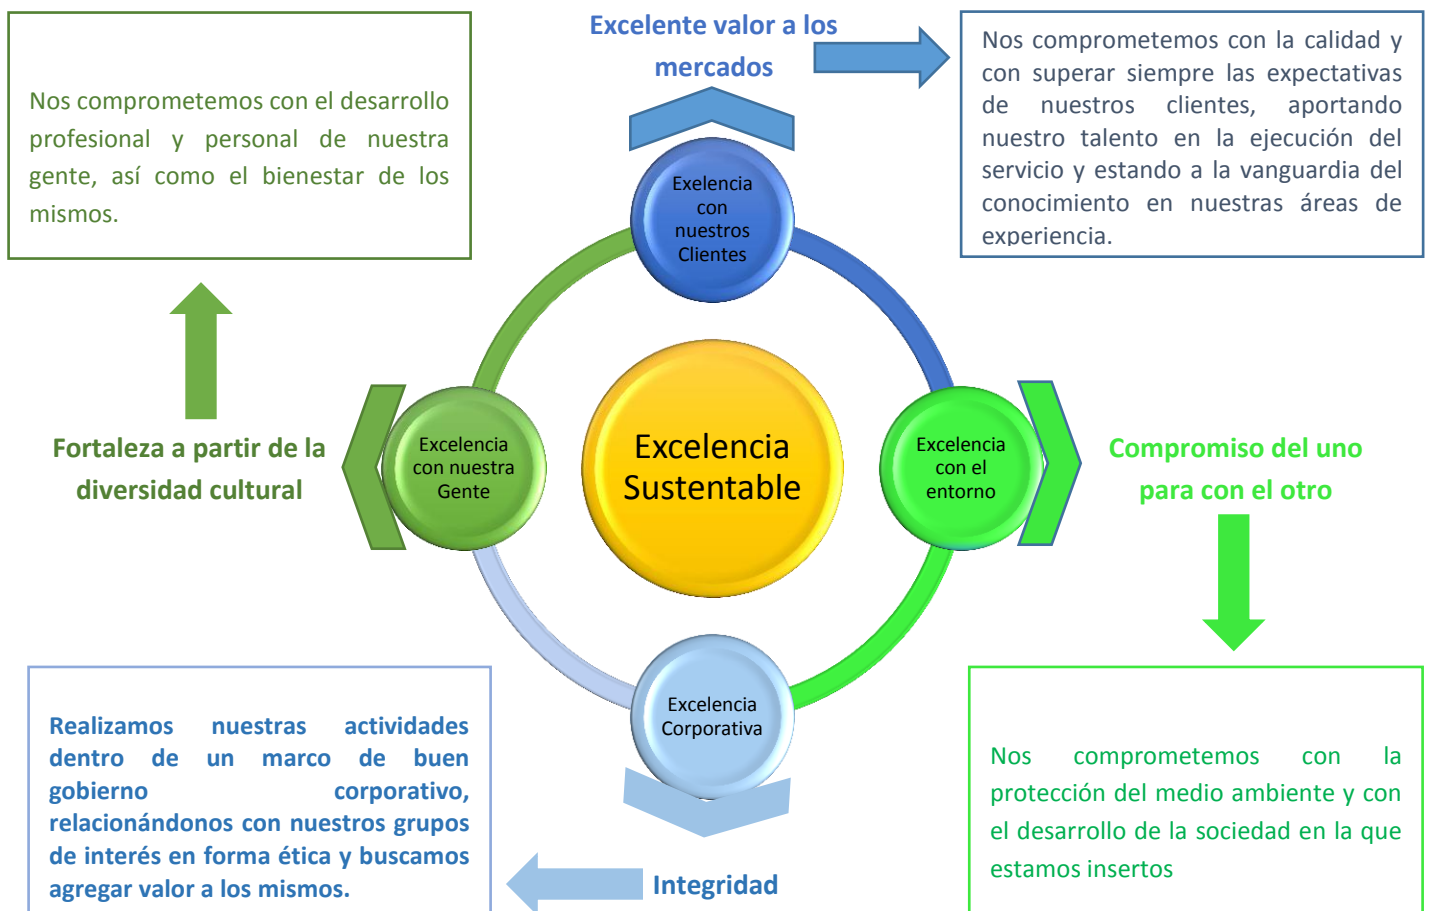 Excelente valor a los
mercados
Nos comprometemos con la calidad y
con superar siempre las expectativas
de nuestros clientes, aportando
nuestro talento en la ejecución del
servicio y estando a la vanguardia del
conocimiento en nuestras áreas de
experiencia.
Nos comprometemos con el desarrollo
profesional y personal de nuestra
gente, así como el bienestar de los
mismos.
Exelencia
con
nuestros
Clientes
Fortaleza a partir de la
diversidad cultural
Excelencia
con nuestra
Gente
Excelencia
Sustentable
Excelencia
con el
entorno
Compromiso del uno
para con el otro
Excelencia
Corporativa
Realizamos nuestras actividades
dentro de un marco de buen
gobierno corporativo,
relacionándonos con nuestros grupos
de interés en forma ética y buscamos
agregar valor a los mismos.
Integridad
Nos comprometemos con la
protección del medio ambiente y con
el desarrollo de la sociedad en la que
estamos insertos